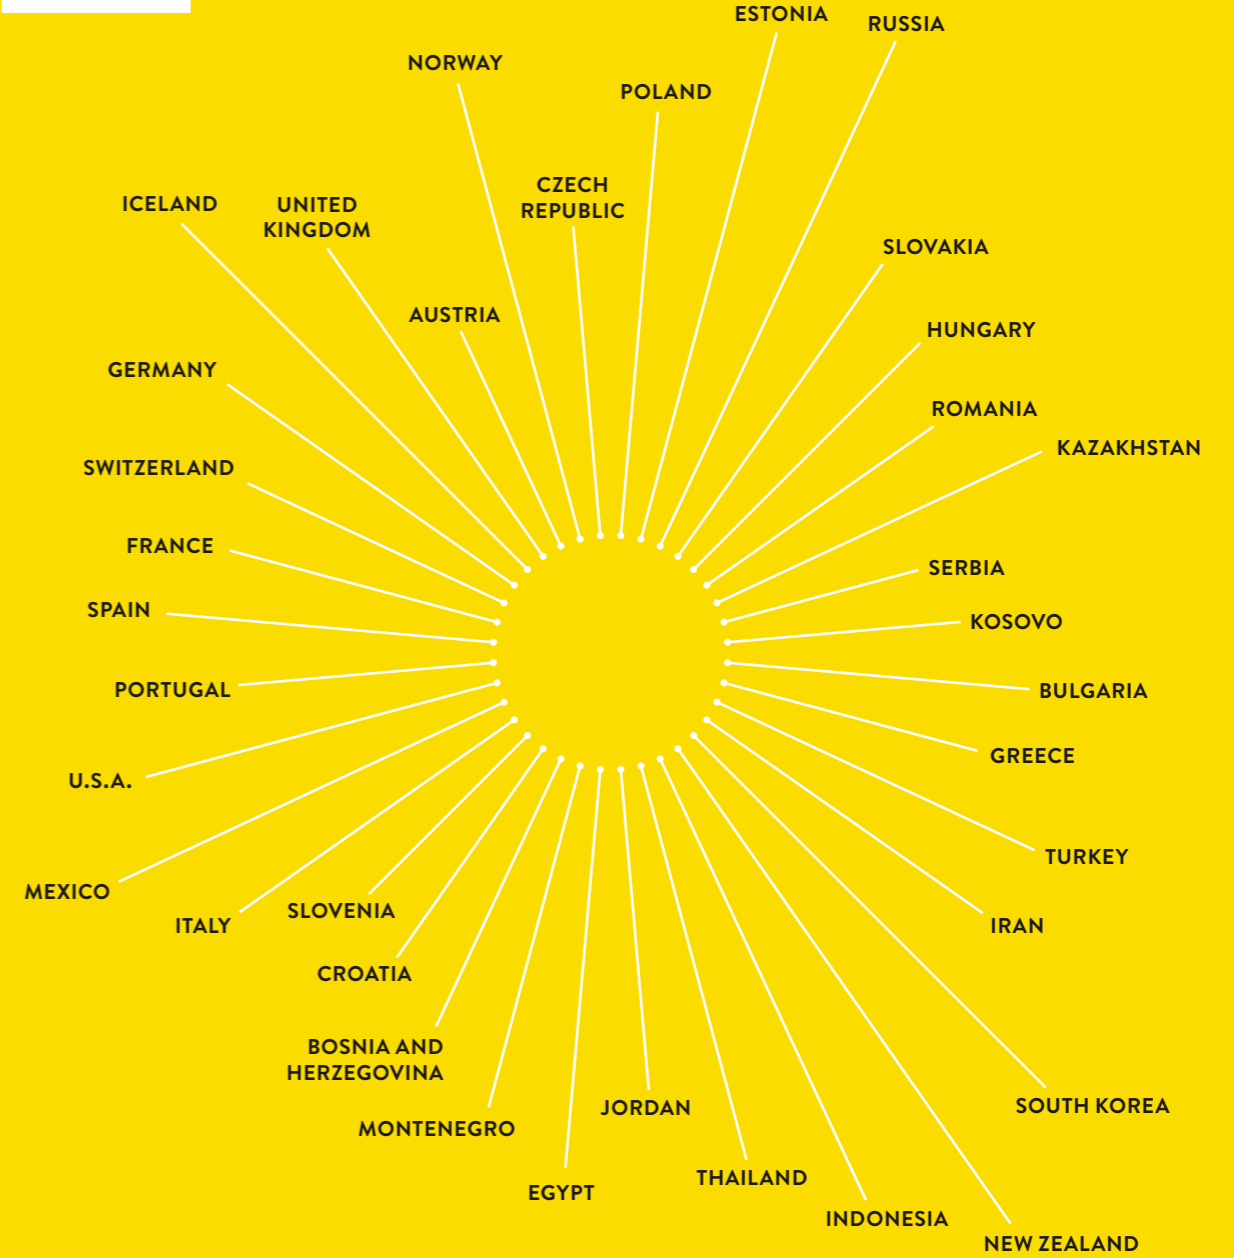 ESTONIA
RUSSIA
NORWAY
POLAND
CZECH
REPUBLIC
ICELAND
UNITED
KINGDOM
SLOVAKIA
AUSTRIA
HUNGARY
GERMANY
ROMANIA
KAZAKHSTAN
SWITZERLAND
FRANCE
SERBIA
SPAIN
KOSOVO
PORTUGAL
BULGARIA
GREECE
U.S.A.
TURKEY
MEXICO
SLOVENIA
ITALY
IRAN
CROATIA
BOSNIA AND
HERZEGOVINA
SOUTH KOREA
JORDAN
MONTENEGRO
THAILAND
EGYPT
INDONESIA
NEW ZEALAND